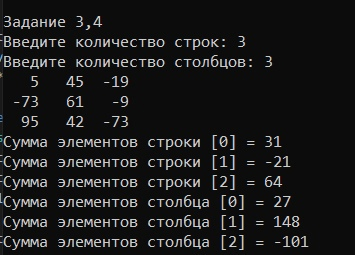 Задание 3,4
Введите количество строк: 3
Введите количество столбцов: 3
5 45 -19
-73 61 -9
95 42 -73
Сумма элементов строки [0] = 31
Сумма элементов строки [1] = -21
Сумма элементов строки [2] = 64
Сумма элементов столбца [0] = 27
Сумма элементов столбца [1] = 148
Сумма элементов столбца [2] = -101